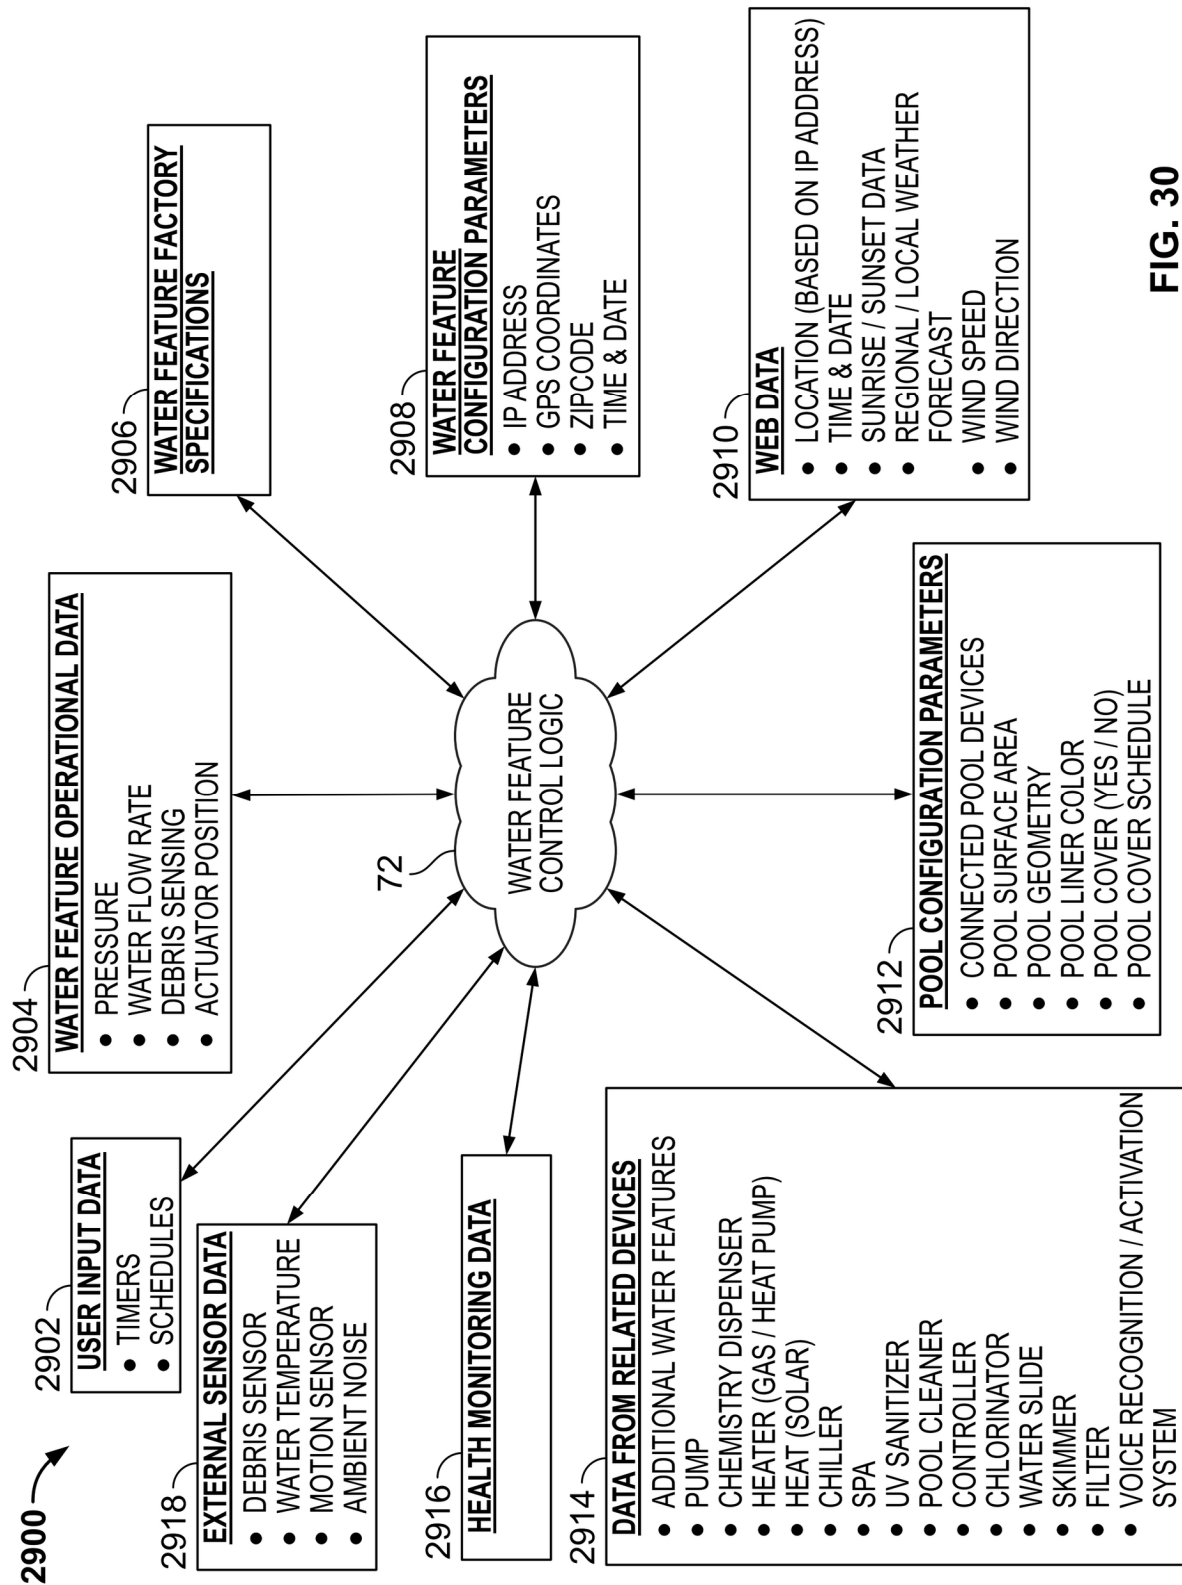 2900
2902
USER INPUT DATA
• TIMERS
• SCHEDULES
2904
WATER FEATURE OPERATIONAL DATA
• PRESSURE
• WATER FLOW RATE
• DEBRIS SENSING
• ACTUATOR POSITION
2906
WATER FEATURE FACTORY
SPECIFICATIONS
2918
EXTERNAL SENSOR DATA
• DEBRIS SENSOR
• WATER TEMPERATURE
• MOTION SENSOR
• AMBIENT NOISE
72
WATER FEATURE
CONTROL LOGIC
2908
WATER FEATURE
CONFIGURATION PARAMETERS
• IP ADDRESS
• GPS COORDINATES
• ZIPCODE
• TIME & DATE
2916
HEALTH MONITORING DATA
2914
DATA FROM RELATED DEVICES
• ADDITIONAL WATER FEATURES
• PUMP
• CHEMISTRY DISPENSER
• HEATER (GAS / HEAT PUMP)
• HEAT (SOLAR)
• CHILLER
• SPA
• UV SANITIZER
• POOL CLEANER
• CONTROLLER
• CHLORINATOR
• WATER SLIDE
• SKIMMER
• FILTER
• VOICE RECOGNITION / ACTIVATION
SYSTEM
2912
POOL CONFIGURATION PARAMETERS
• CONNECTED POOL DEVICES
• POOL SURFACE AREA
• POOL GEOMETRY
• POOL LINER COLOR
• POOL COVER (YES / NO)
• POOL COVER SCHEDULE
2910
WEB DATA
• LOCATION (BASED ON IP ADDRESS)
• TIME & DATE
• SUNRISE / SUNSET DATA
• REGIONAL / LOCAL WEATHER
FORECAST
• WIND SPEED
• WIND DIRECTION
FIG. 30